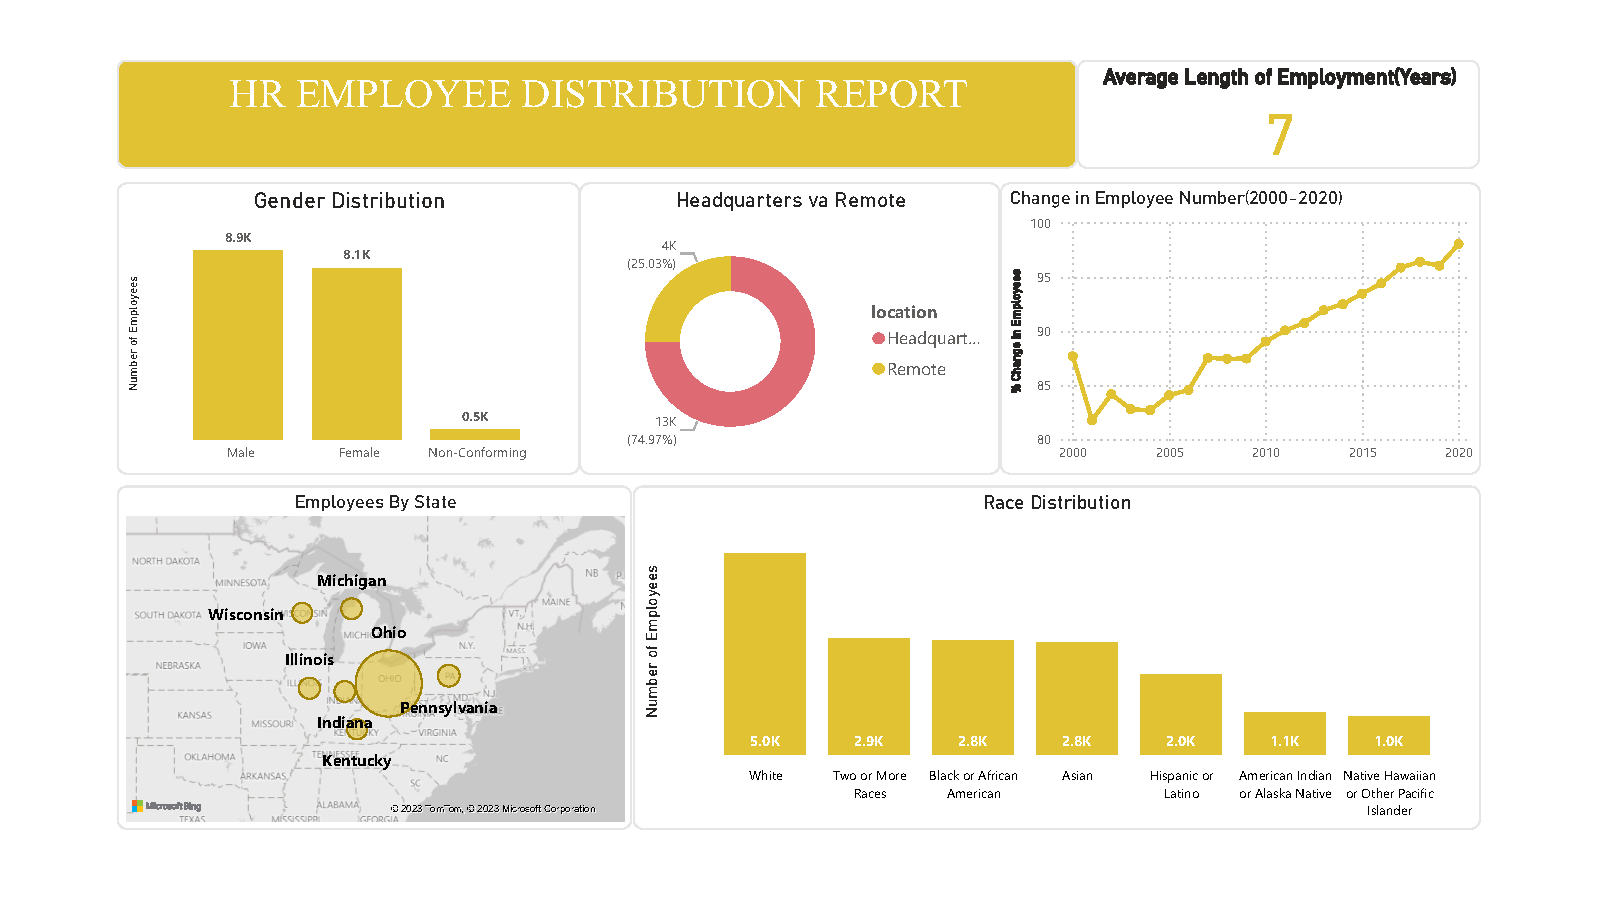 HR EMPLOYEE DISTRIBUTION REPORT
Average Length of Employment(Years)
7
Gender Distribution
Number of Employees
8.9K
8.1K
0.5K
Male
Female
Non-Conforming
Headquarters va Remote
4K
(25.03%)
13K
(74.97%)
location
Headquart...
Remote
Change in Employee Number(2000-2020)
% Change in Employees
100
95
90
85
80
2000
2005
2010
2015
2020
Employees By State
NORTH DAKOTA
MINNESOTA
SOUTH DAKOTA
IOWA
NEBRASKA
KANSAS
MISSOURI
OKLAHOMA
ARKANSAS
TEXAS
MISSISSIPPI
ALABAMA
GEORGIA
TENNESSEE
SC
NC
VIRGINIA
MD
NJ
PA
N.Y.
MASS
VT
N.H.
MAINE
NB
OHIO
Michigan
Wisconsin
Ohio
Illinois
Pennsylvania
Indiana
Kentucky
Microsoft Bing
© 2023 TomTom, © 2023 Microsoft Corporation
Race Distribution
Number of Employees
5.0K
2.9K
2.8K
2.8K
2.0K
1.1K
1.0K
White
Two or More
Races
Black or African
American
Asian
Hispanic or
Latino
American Indian
or Alaska Native
Native Hawaiian
or Other Pacific
Islander